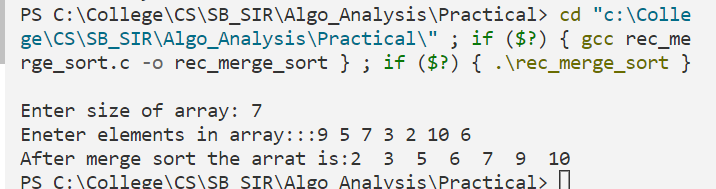 PS C:\College\CS\SB_SIR\Algo_Analysis\Practical> cd "c:\Colle
ge\CS\SB_SIR\Algo_Analysis\Practical\" ; if ($?) { gcc rec_me
rge_sort.c -o rec_merge_sort } ; if ($?) { .\rec_merge_sort }
Enter size of array: 7
Eneter elements in array:::9 5 7 3 2 10 6
After merge sort the arrat is:2  3  5  6  7  9  10
PS C:\College\CS\SB_SIR\Algo_Analysis\Practical>